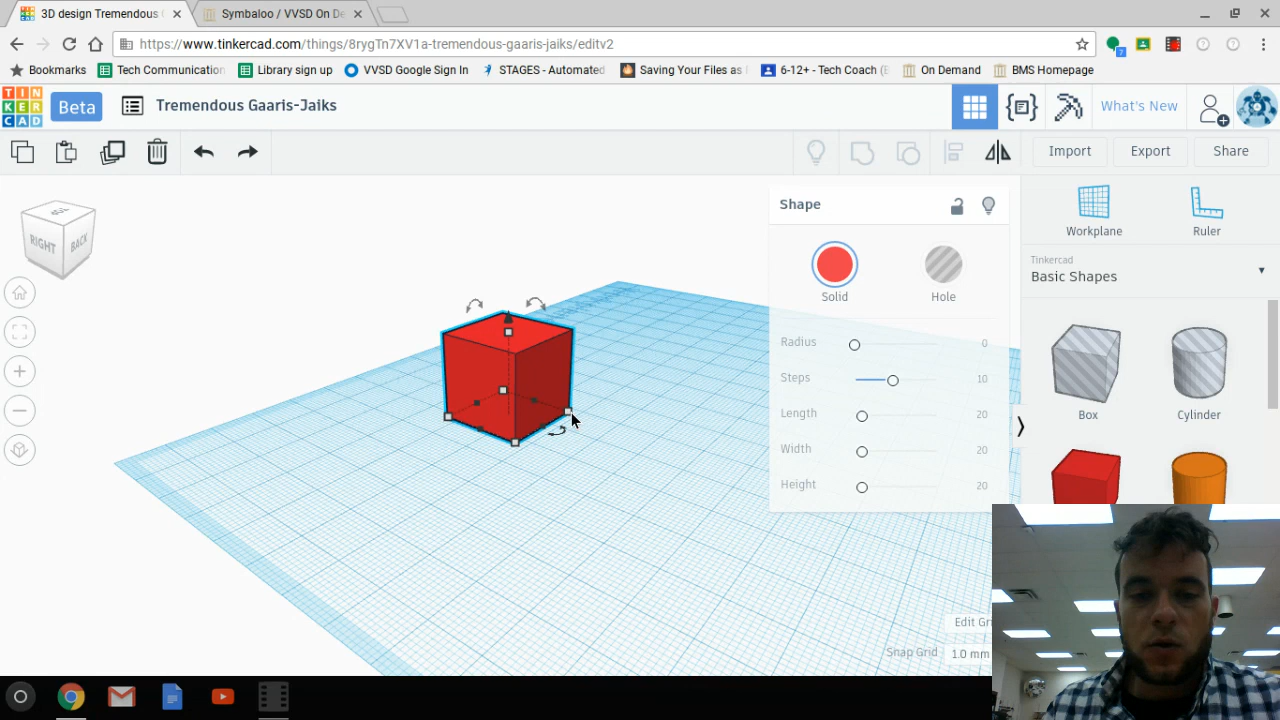 3D design Tremendous
Symbaloo / VVSD On De
https://www.tinkercad.com/things/8rygTn7XV1a-tremendous-gaaris-jaiks/editv2
Bookmarks Tech Communication Library sign up VVSD Google Sign In STAGES - Automated Saving Your Files as 6-12+ - Tech Coach (E On Demand BMS Homepage
TIN
KER
CAD
Beta
Tremendous Gaaris-Jaiks
What's New
Import Export Share
TOP
RIGHT BACK
Shape
Solid Hole
Radius 0
Steps 10
Length 20
Width 20
Height 20
Workplane Ruler
Tinkercad
Basic Shapes
Box Cylinder
Edit Gri
Snap Grid 1.0 mm
7